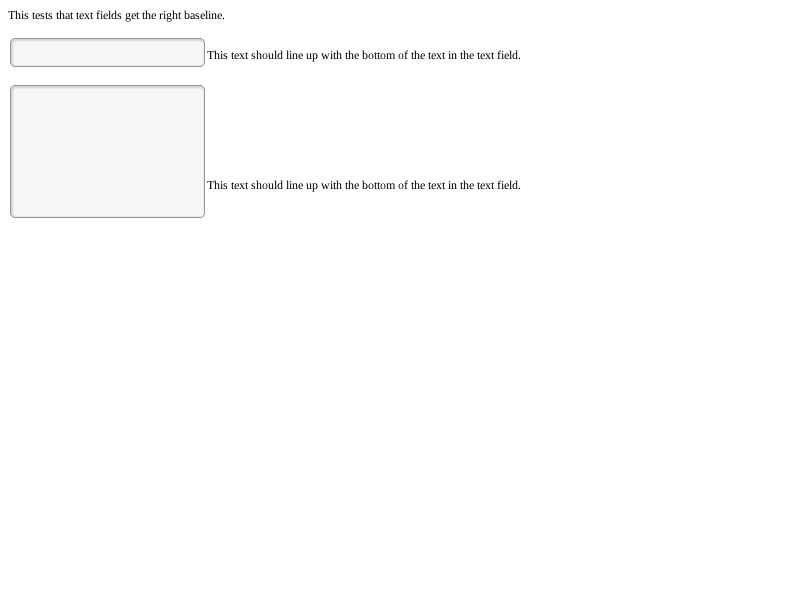 This tests that text fields get the right baseline.
This text should line up with the bottom of the text in the text field.
This text should line up with the bottom of the text in the text field.